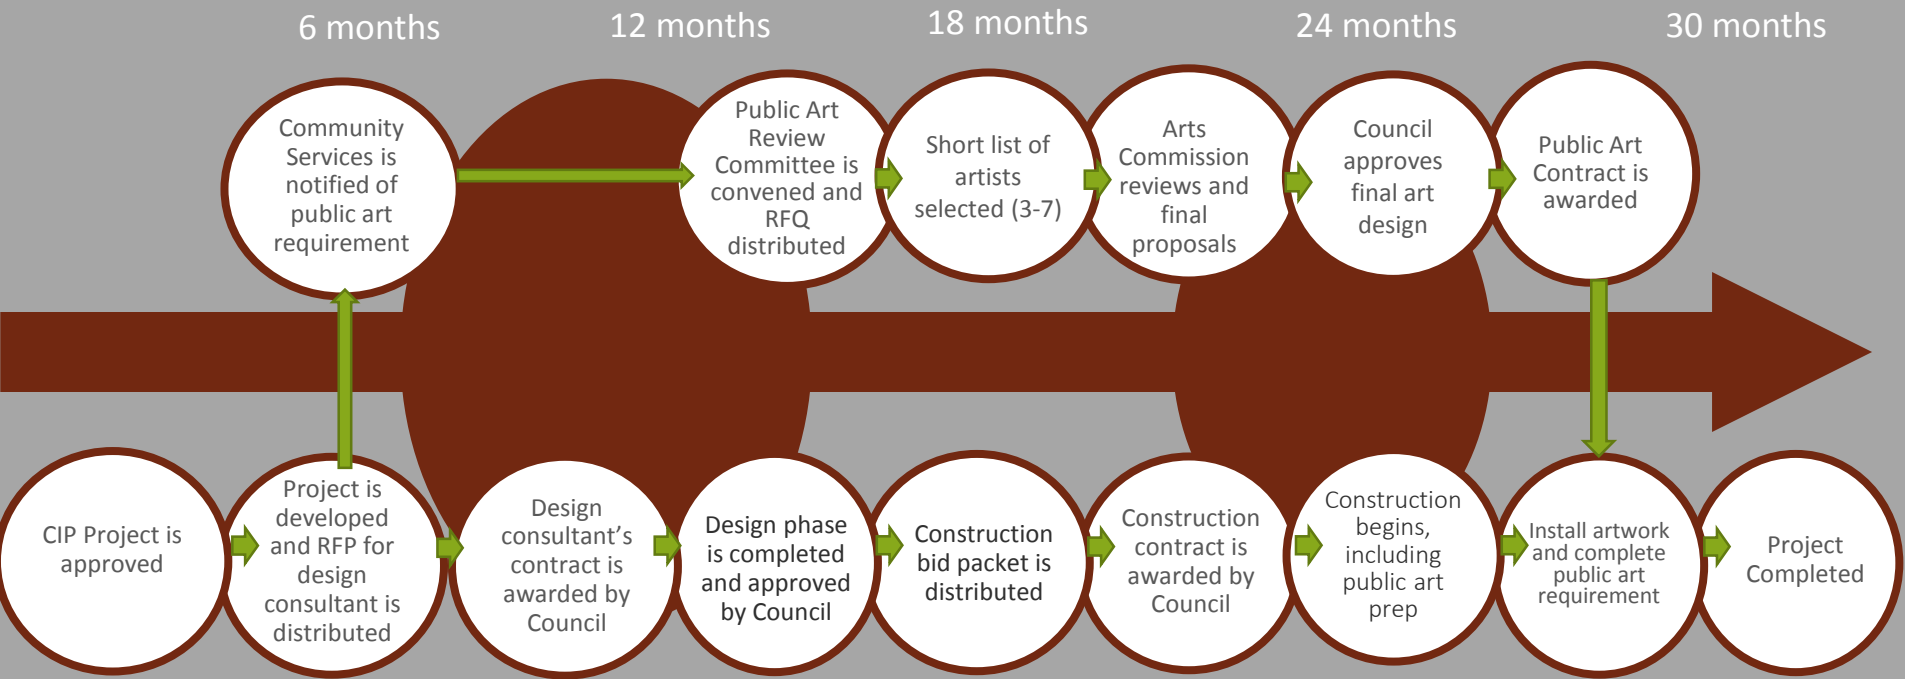 6 months
12 months
18 months
24 months
30 months
Community
Services is
notified of
public art
requirement
Public Art
Review
Committee is
convened and
RFQ
distributed
Short list of
artists
selected (3-7)
Arts
Commission
reviews and
final
proposals
Council
approves
final art
design
Public Art
Contract is
awarded
CIP Project is
approved
Project is
developed
and RFP for
design
consultant is
distributed
Design
consultant’s
contract is
awarded by
Council
Design phase
is completed
and approved
by Council
Construction
bid packet is
distributed
Construction
contract is
awarded by
Council
Construction
begins,
including
public art
prep
Install artwork
and complete
public art
requirement
Project
Completed